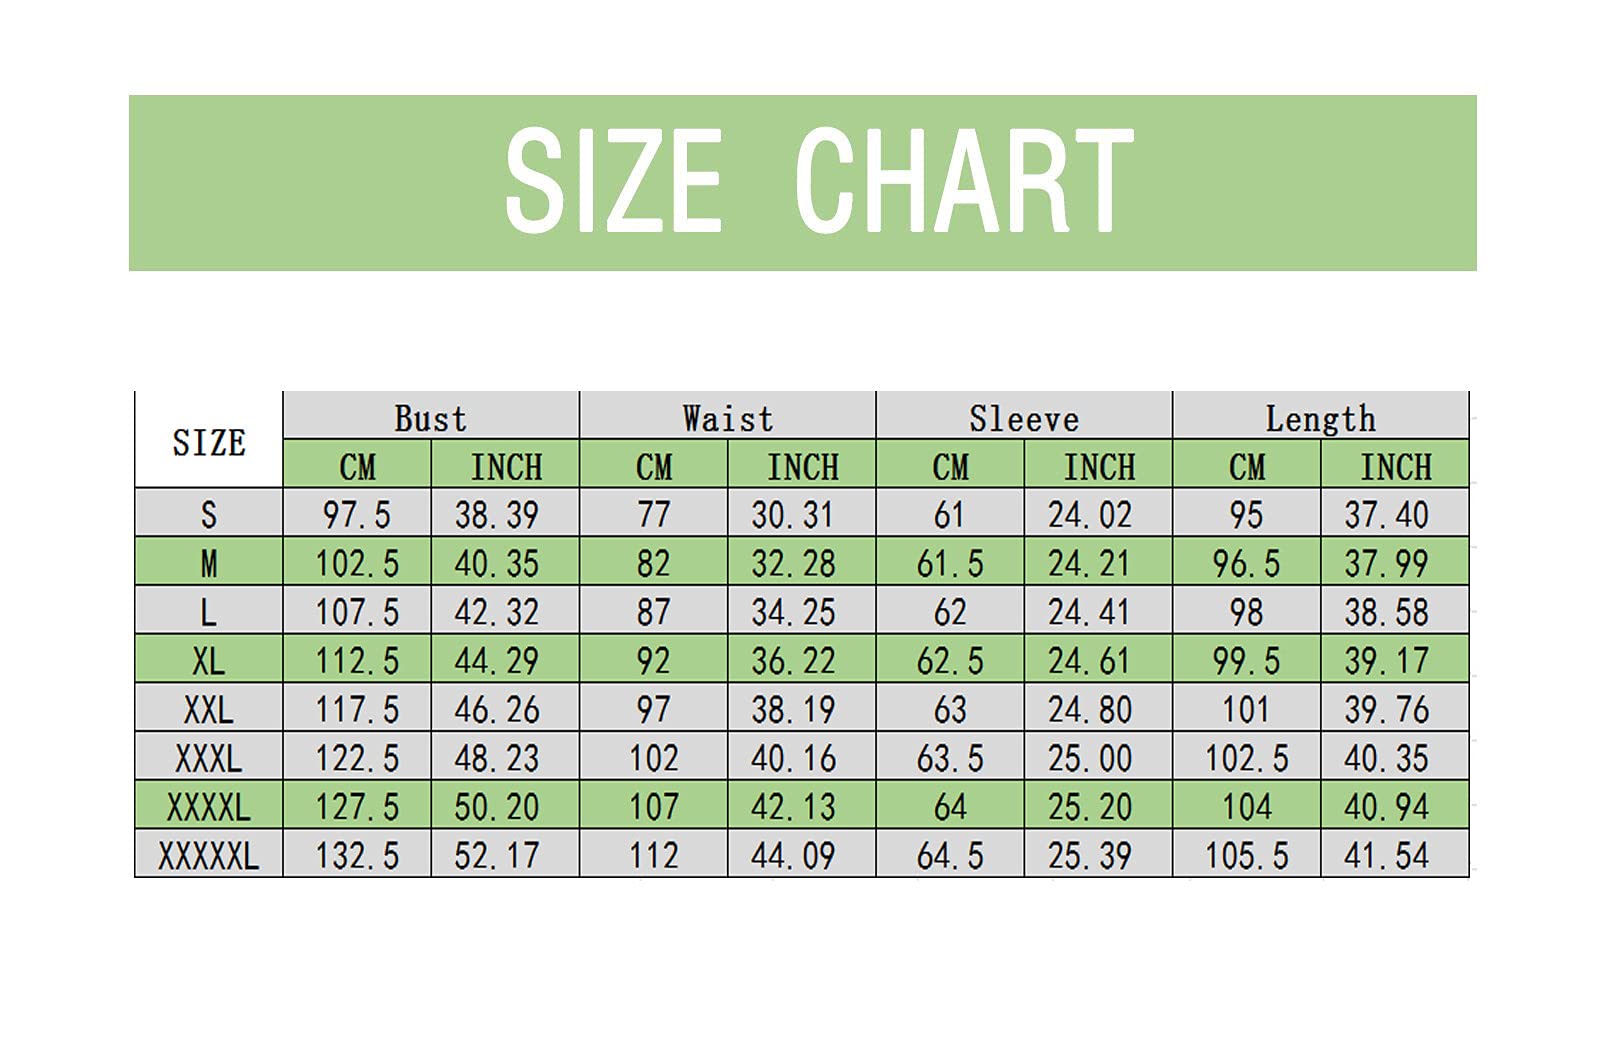 SIZE CHART
SIZE Bust Waist Sleeve Length
CM INCH CM INCH CM INCH CM INCH
S 97.5 38.39 77 30.31 61 24.02 95 37.40
M 102.5 40.35 82 32.28 61.5 24.21 96.5 37.99
L 107.5 42.32 87 34.25 62 24.41 98 38.58
XL 112.5 44.29 92 36.22 62.5 24.61 99.5 39.17
XXL 117.5 46.26 97 38.19 63 24.80 101 39.76
XXXL 122.5 48.23 102 40.16 63.5 25.00 102.5 40.35
XXXXL 127.5 50.20 107 42.13 64 25.20 104 40.94
XXXXXL 132.5 52.17 112 44.09 64.5 25.39 105.5 41.54